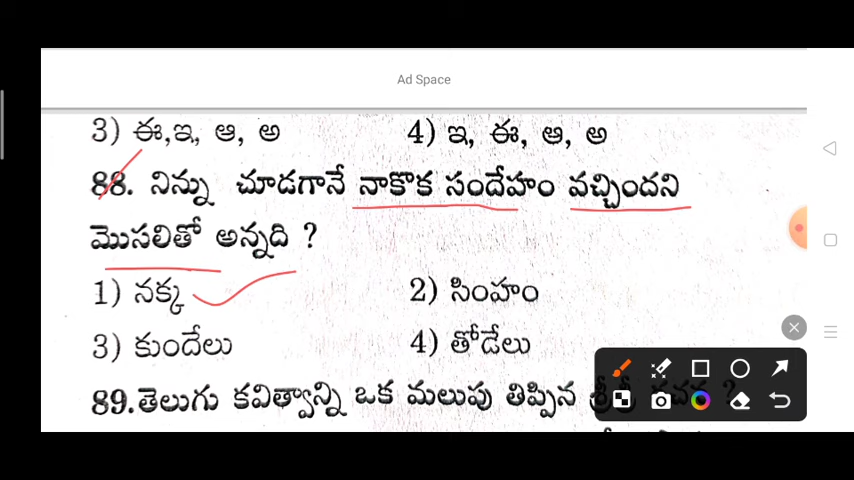 Ad Space
3) ఈ,ఇ, ఆ, అ 4) ఇ, ఈ, ఆ, అ
88. నిన్ను చూడగానే నాకొక సందేహం వచ్చిందని
మొసలితో అన్నది ?
1) నక్క 2) సింహం
3) కుందేలు 4) తోడేలు
89.తెలుగు కవిత్వాన్ని ఒక మలుపు తిప్పిన శ్రీశ్రీ ?